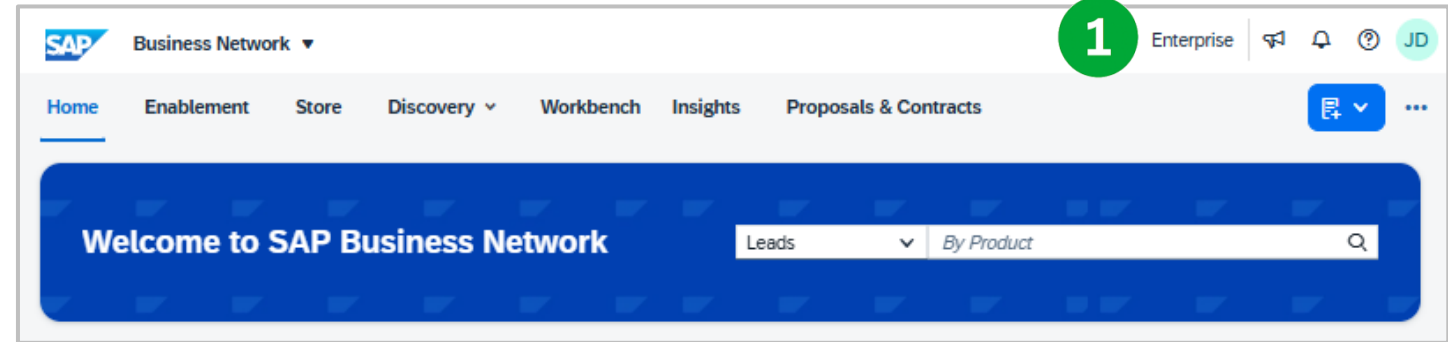 SAP Business Network 1 Enterprise JD
Home Enablement Store Discovery Workbench Insights Proposals & Contracts
Welcome to SAP Business Network Leads By Product